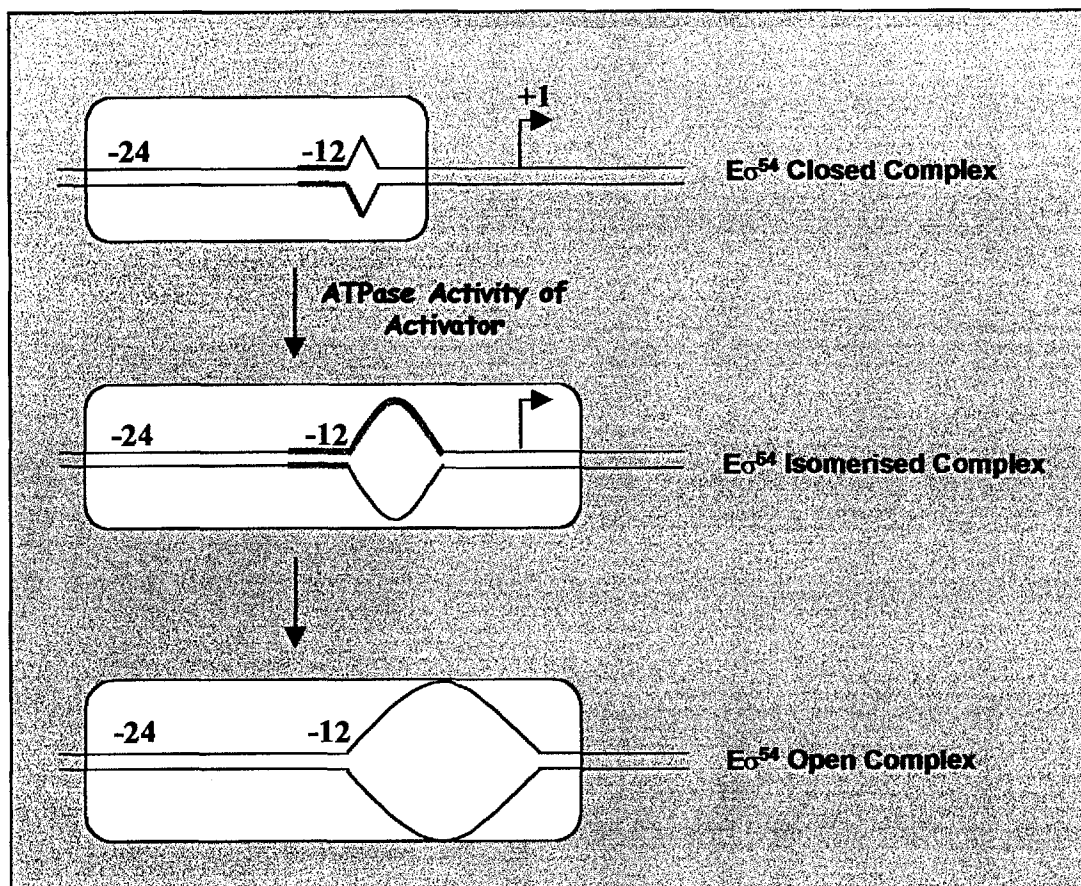 +1
-24
-12
Eσ⁵⁴ Closed Complex
ATPase Activity of
Activator
-24
-12
Eσ⁵⁴ Isomerised Complex
-24
-12
Eσ⁵⁴ Open Complex